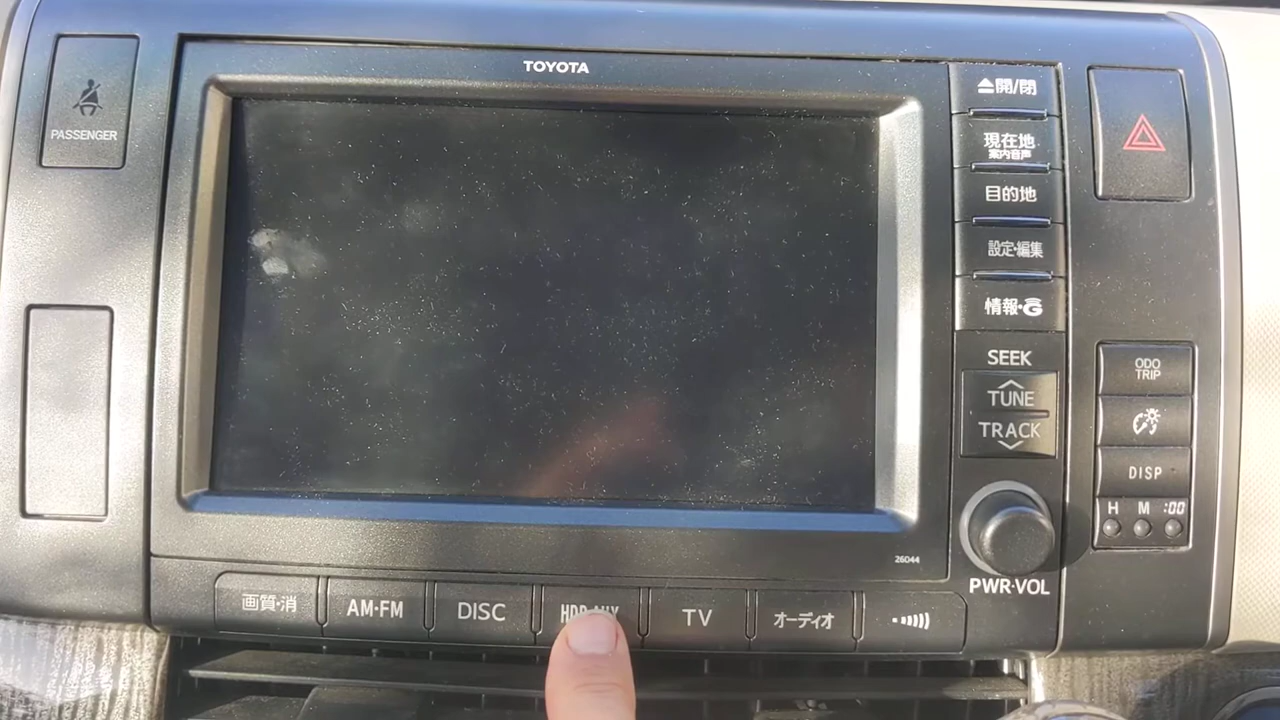 TOYOTA
PASSENGER
開/閉
現在地
案内音声
目的地
設定・編集
情報・G
SEEK
TUNE
TRACK
PWR・VOL
ODO
TRIP
DISP
H M :00
26044
画質・消
AM・FM
DISC
TV
オーディオ